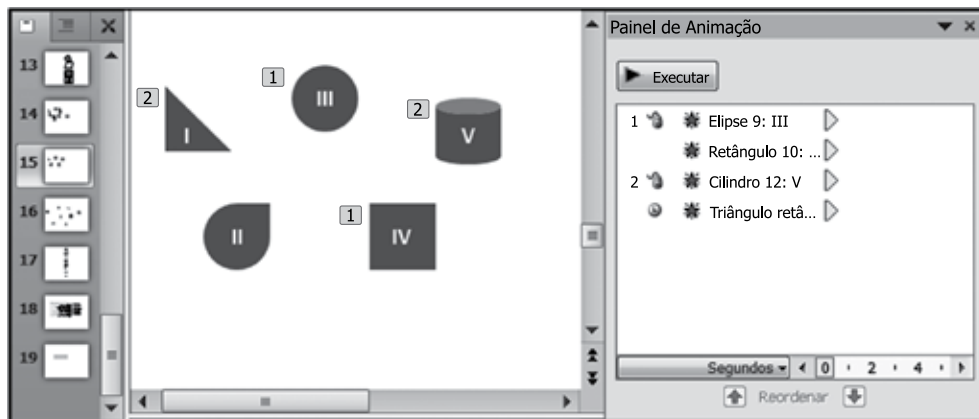 13
14
15
16
17
18
19
2
I
1
III
2
V
II
1
IV
Painel de Animação
Executar
1 Elipse 9: III
Retângulo 10: ...
2 Cilindro 12: V
Triângulo retâ...
Segundos 0 2 4
Reordenar